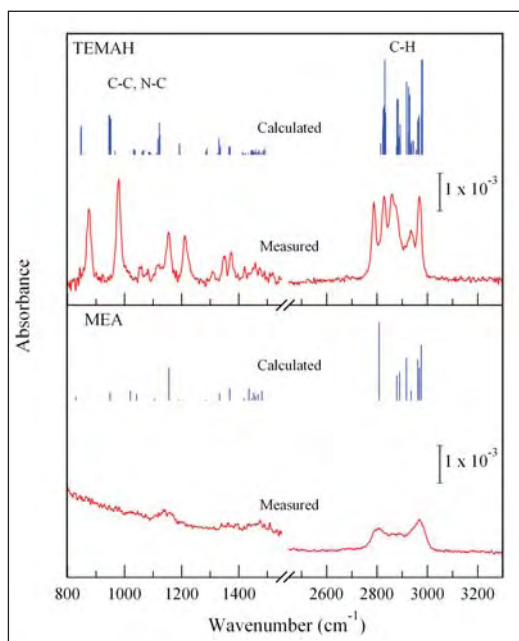 TEMAH
C-H
C-C, N-C
Calculated
1 x 10-3
Measured
Absorbance
MEA
Calculated
1 x 10-3
Measured
800 1000 1200 1400 2600 2800 3000 3200
Wavenumber (cm-1)